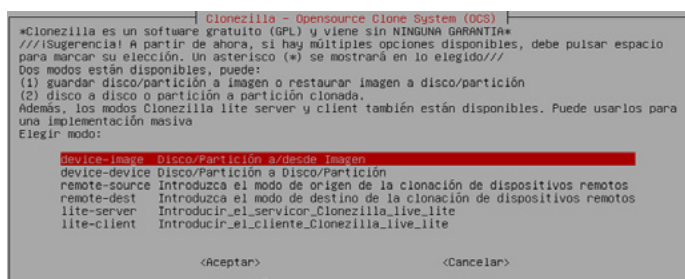 Clonezilla - Opensource Clone System (OCS)
*Clonezilla es un software gratuito (GPL) y viene sin NINGUNA GARANTIA*
///¡Sugerencia! A partir de ahora, si hay múltiples opciones disponibles, debe pulsar espacio
para marcar su elección. Un asterisco (*) se mostrará en lo elegido///
Dos modos están disponibles, puede:
(1) guardar disco/partición a imagen o restaurar imagen a disco/partición
(2) disco a disco o partición a partición clonada.
Además, los modos Clonezilla lite server y client también están disponibles. Puede usarlos para
una implementación masiva
Elegir modo:
device-image Disco/Partición a/desde Imagen
device-device Disco/Partición a Disco/Partición
remote-source Introduzca el modo de origen de la clonación de dispositivos remotos
remote-dest Introduzca el modo de destino de la clonación de dispositivos remotos
lite-server Introducir_el_servicor_Clonezilla_live_lite
lite-client Introducir_el_cliente_Clonezilla_live_lite
<Aceptar> <Cancelar>